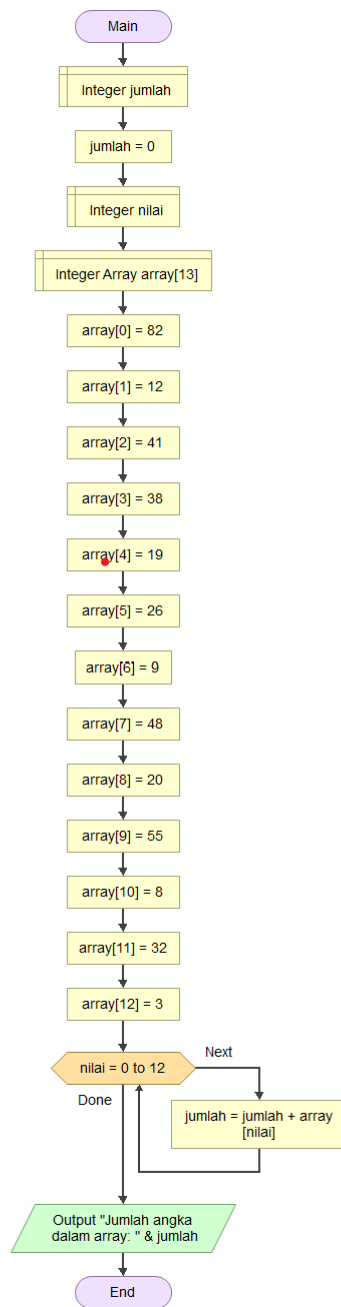 Main
Integer jumlah
jumlah = 0
Integer nilai
Integer Array array[13]
array[0] = 82
array[1] = 12
array[2] = 41
array[3] = 38
array[4] = 19
array[5] = 26
array[6] = 9
array[7] = 48
array[8] = 20
array[9] = 55
array[10] = 8
array[11] = 32
array[12] = 3
nilai = 0 to 12
Next
jumlah = jumlah + array
[nilai]
Done
Output "Jumlah angka
dalam array: " & jumlah
End